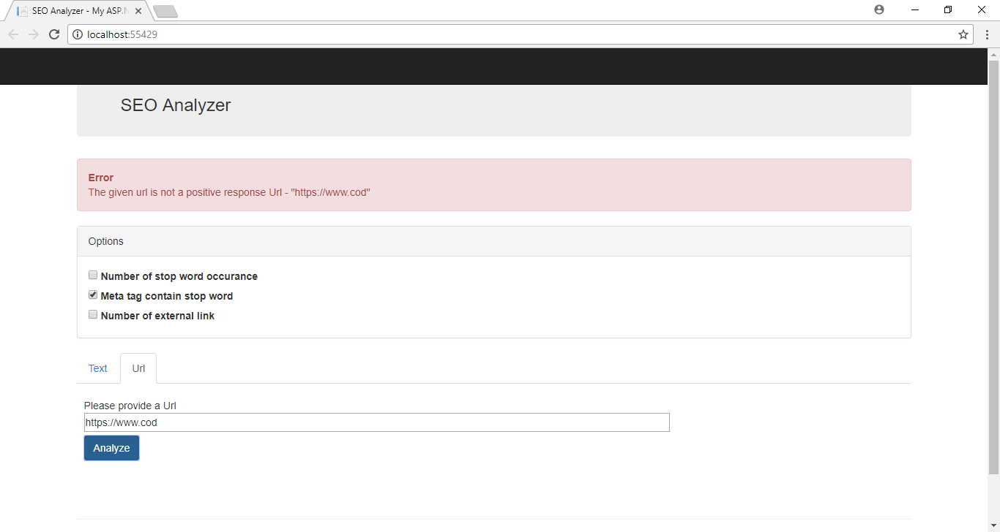 SEO Analyzer - My ASP.N
localhost:55429
SEO Analyzer
Error
The given url is not a positive response Url - "https://www.cod"
Options
Number of stop word occurance
Meta tag contain stop word
Number of external link
Text Url
Please provide a Url
https://www.cod
Analyze